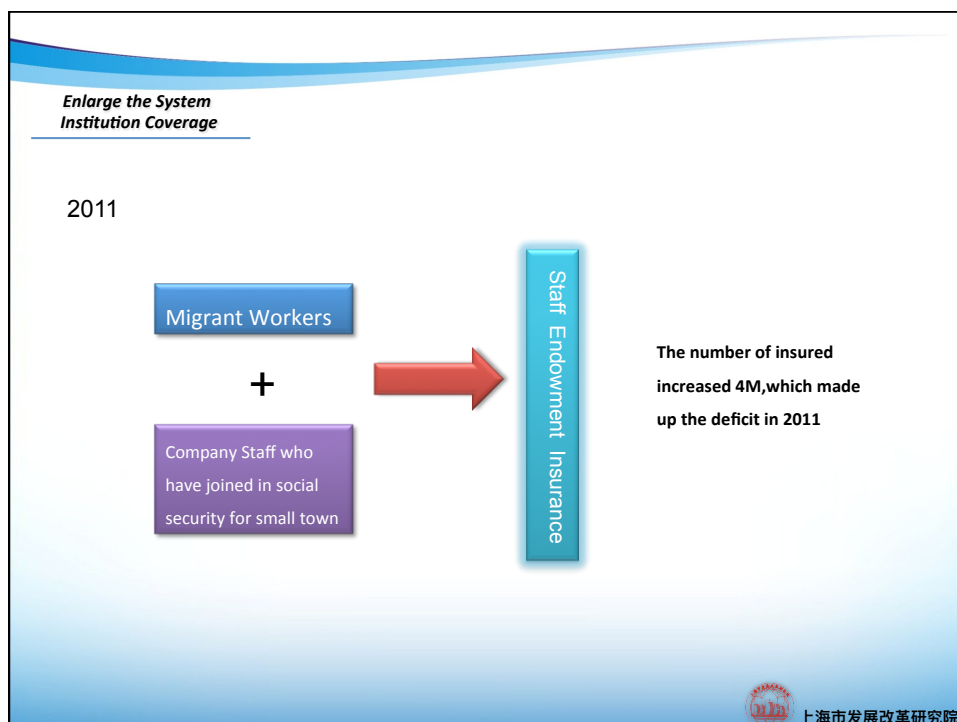 Enlarge the System
Institution Coverage
2011
Migrant Workers
+
Company Staff who
have joined in social
security for small town
Staff Endowment Insurance
The number of insured
increased 4M,which made
up the deficit in 2011
上海市发展改革研究院